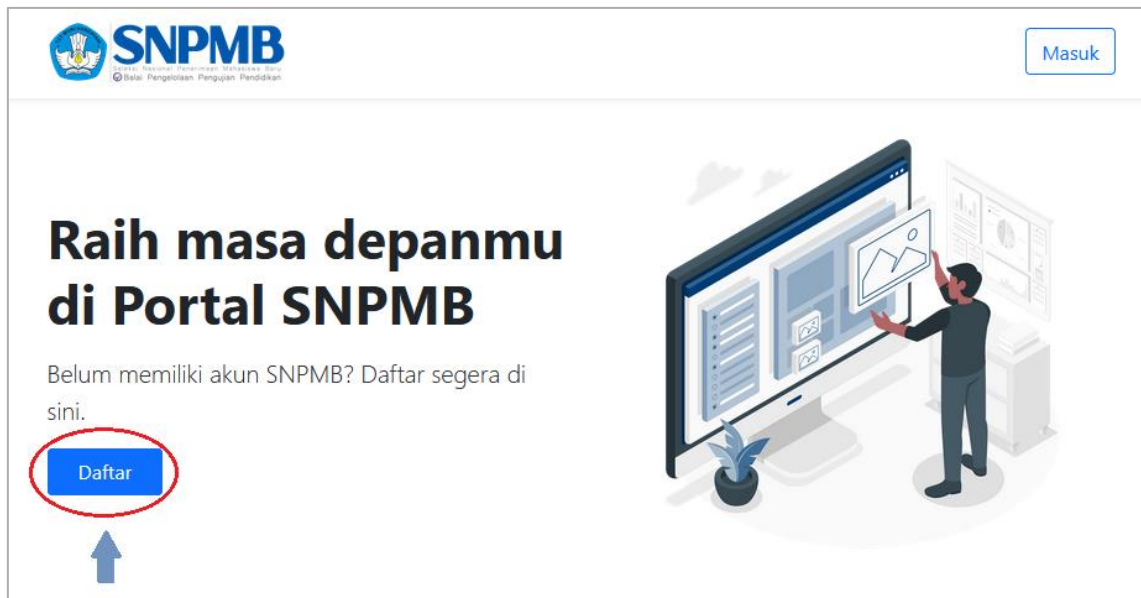 SNPMB
Seleksi Nasional Penerimaan Mahasiswa Baru
Balai Pengelolaan Pengujian Pendidikan
Masuk
Raih masa depanmu
di Portal SNPMB
Belum memiliki akun SNPMB? Daftar segera di
sini.
Daftar